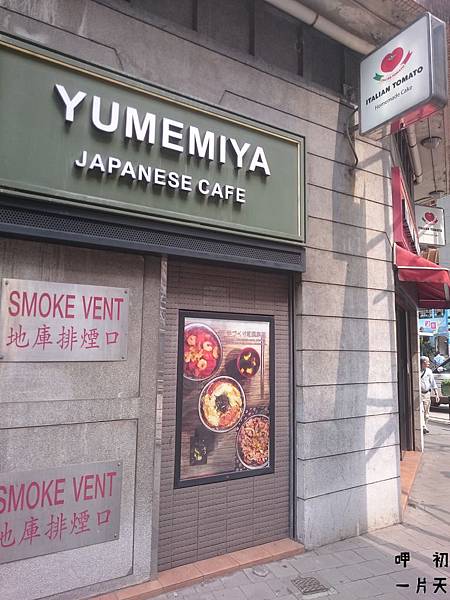 YUMEMIYA
JAPANESE CAFE
ITALIAN TOMATO
Homemade Cake
SMOKE VENT
地庫排煙口
SMOKE VENT
地庫排煙口
呷 初
一片天